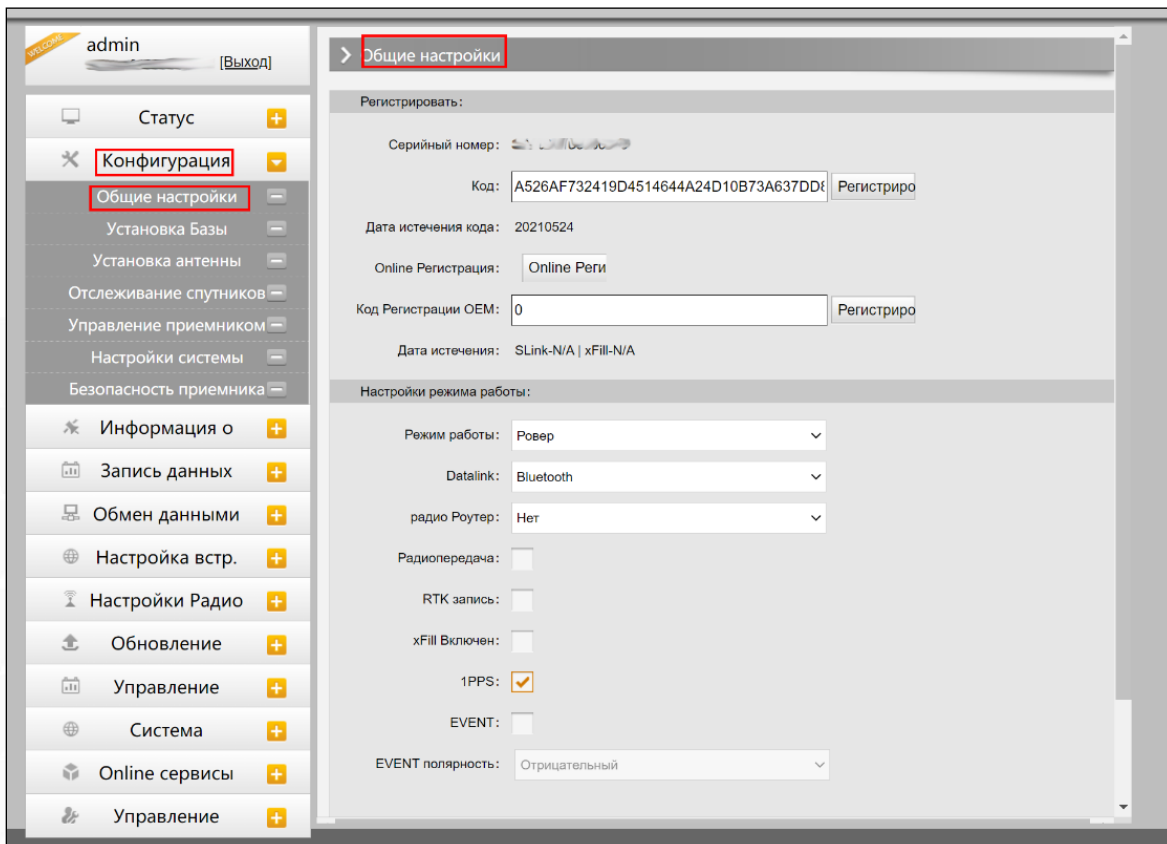 WELCOME
admin
[Выход]
Статус
Конфигурация
Общие настройки
Установка Базы
Установка антенны
Отслеживание спутников
Управление приемником
Настройки системы
Безопасность приемника
Информация о
Запись данных
Обмен данными
Настройка встр.
Настройки Радио
Обновление
Управление
Система
Online сервисы
Управление
Общие настройки
Регистрировать:
Серийный номер:
Код: A526AF732419D4514644A24D10B73A637DD8 Регистриро
Дата истечения кода: 20210524
Online Регистрация: Online Реги
Код Регистрации OEM: 0 Регистриро
Дата истечения: SLink-N/A | xFill-N/A
Настройки режима работы:
Режим работы: Ровер
Datalink: Bluetooth
радио Роутер: Нет
Радиопередача:
RTK запись:
xFill Включен:
1PPS:
EVENT:
EVENT полярность: Отрицательный